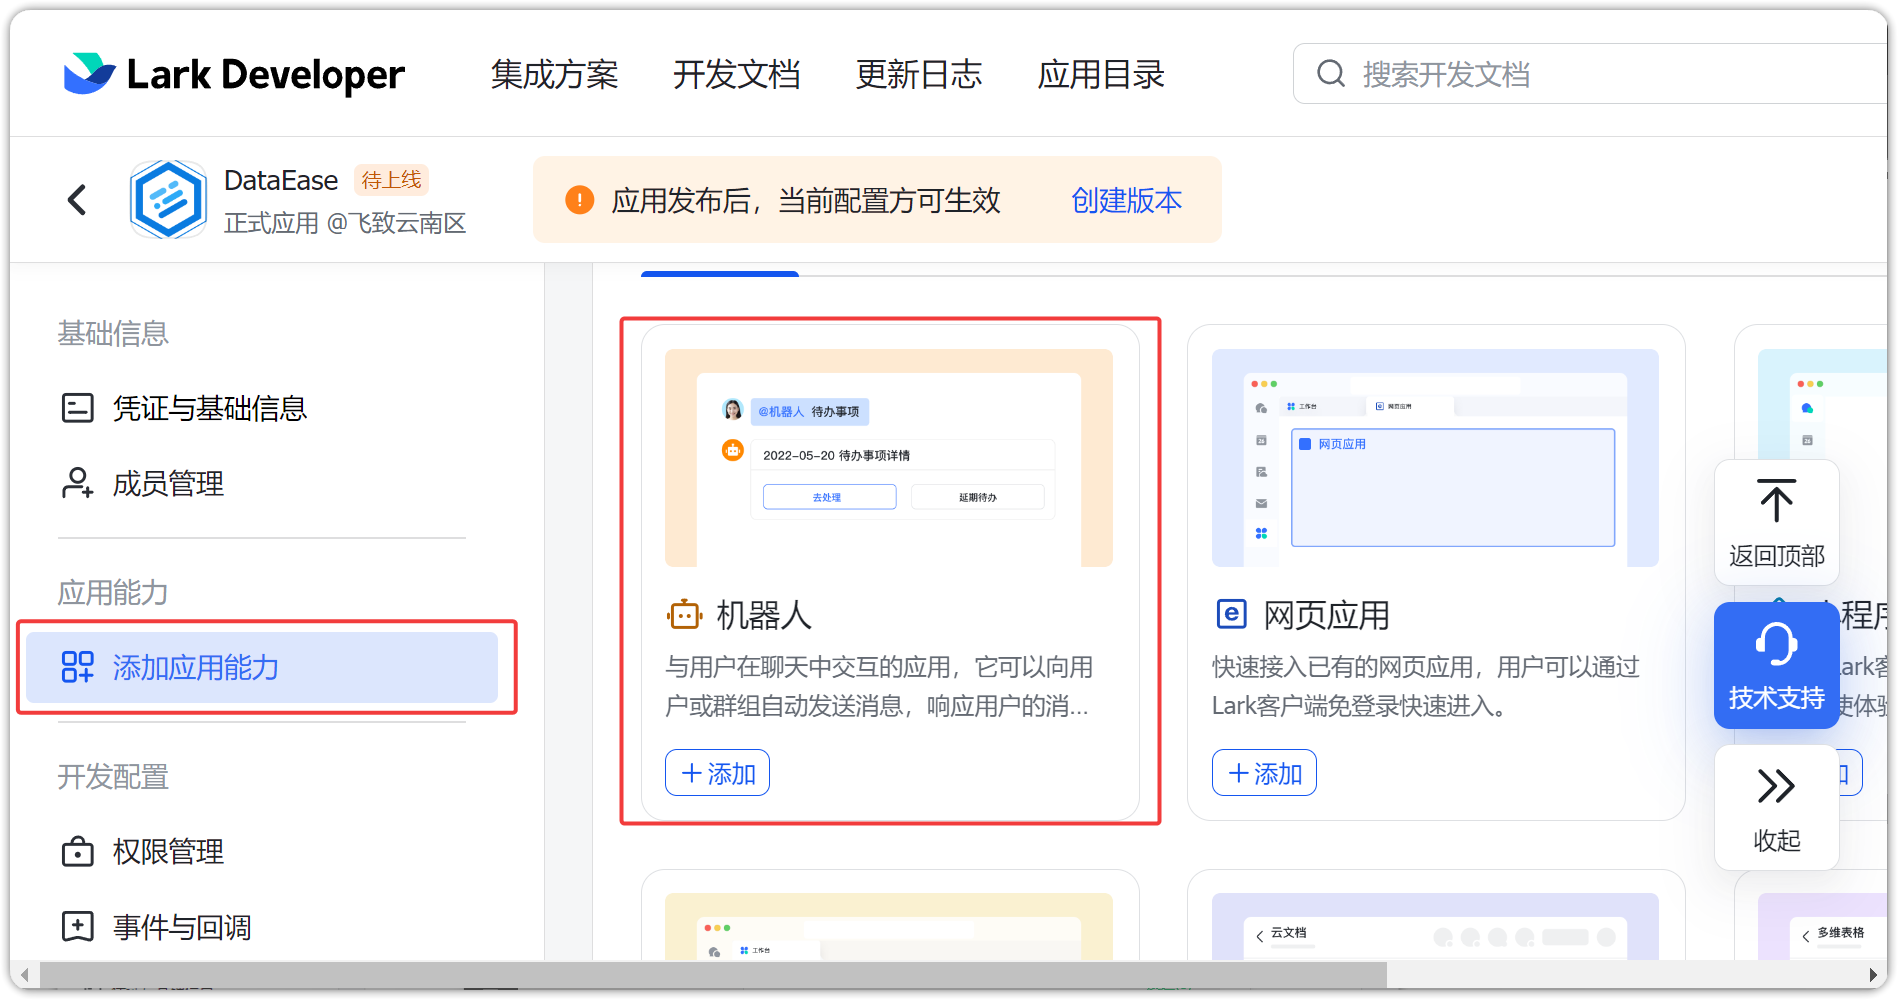 Lark Developer
集成方案
开发文档
更新日志
应用目录
搜索开发文档
DataEase
待上线
正式应用 @飞致云南区
应用发布后，当前配置方可生效
创建版本
基础信息
凭证与基础信息
成员管理
应用能力
添加应用能力
开发配置
权限管理
事件与回调
@机器人 待办事项
2022-05-20 待办事项详情
去处理
延期待办
机器人
与用户在聊天中交互的应用，它可以向用
户或群组自动发送消息，响应用户的消...
添加
工作台
网页应用
网页应用
网页应用
快速接入已有的网页应用，用户可以通过
Lark客户端免登录快速进入。
添加
返回顶部
技术支持
收起
工作台
云文档
多维表格